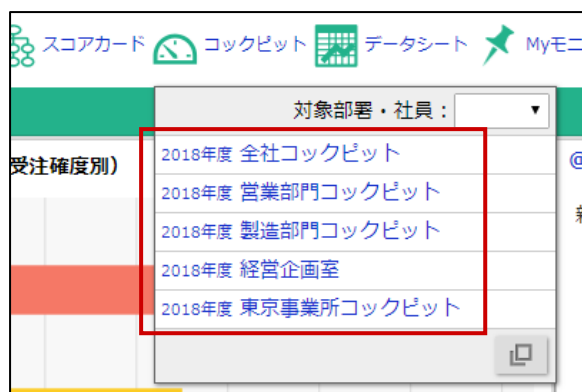 スコアカード コックピット データシート Myモニ
対象部署・社員：
受注確度別）
2018年度 全社コックピット
2018年度 営業部門コックピット
2018年度 製造部門コックピット
2018年度 経営企画室
2018年度 東京事業所コックピット